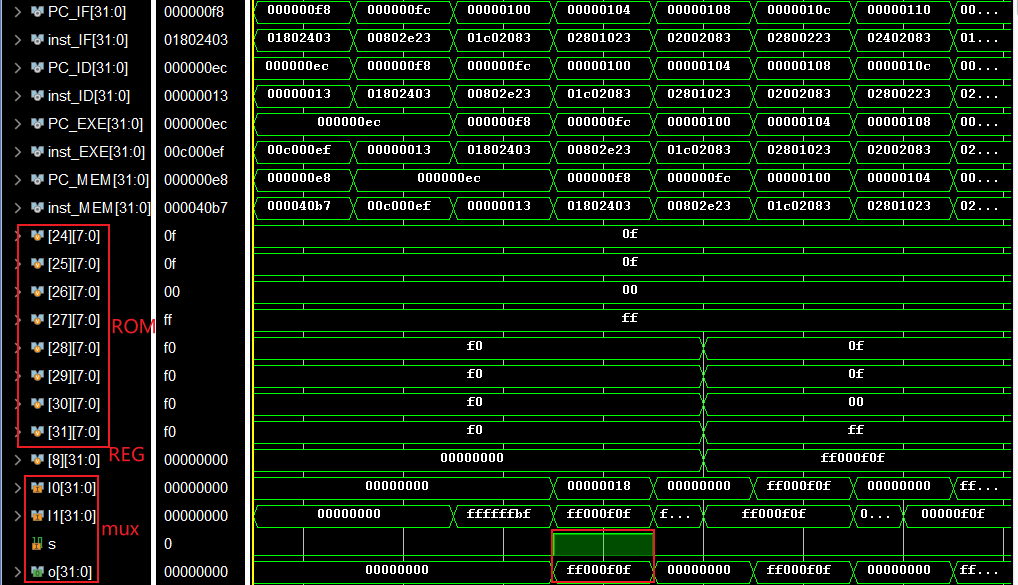 PC_IF[31:0] 000000f8 000000f8 000000fc 00000100 00000104 00000108 0000010c 00000110 00...
inst_IF[31:0] 01802403 01802403 00802e23 01c02083 02801023 02002083 02800223 02402083 01...
PC_ID[31:0] 000000ec 000000ec 000000f8 000000fc 00000100 00000104 00000108 0000010c 00...
inst_ID[31:0] 00000013 00000013 01802403 00802e23 01c02083 02801023 02002083 02800223 02...
PC_EXE[31:0] 000000ec 000000ec 000000f8 000000fc 00000100 00000104 00000108 00...
inst_EXE[31:0] 00c000ef 00c000ef 00000013 01802403 00802e23 01c02083 02801023 02002083 02...
PC_MEM[31:0] 000000e8 000000e8 000000ec 000000f8 000000fc 00000100 00000104 00...
inst_MEM[31:0] 000040b7 000040b7 00c000ef 00000013 01802403 00802e23 01c02083 02801023 02...
[24][7:0] 0f 0f
[25][7:0] 0f 0f
[26][7:0] 00 00
[27][7:0] ff ff
ROM
[28][7:0] f0 f0 0f
[29][7:0] f0 f0 0f
[30][7:0] f0 f0 00
[31][7:0] f0 f0 ff
REG
[8][31:0] 00000000 00000000 ff000f0f
I0[31:0] 00000000 00000000 00000018 00000000 ff000f0f 00000000 ff...
I1[31:0] 00000000 00000000 ffffffbf ff000f0f f... ff000f0f 0... 00000f0f
mux
s 0
o[31:0] 00000000 00000000 ff000f0f 00000000 ff000f0f 00000000 ff...